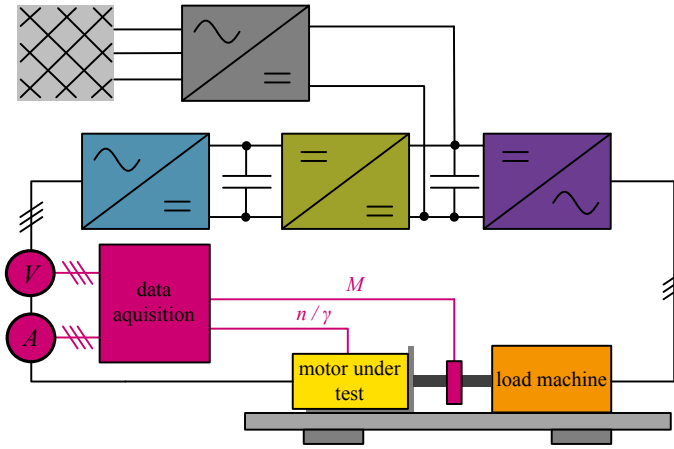 V
data
aquisition
M
n / γ
A
motor under
test
load machine